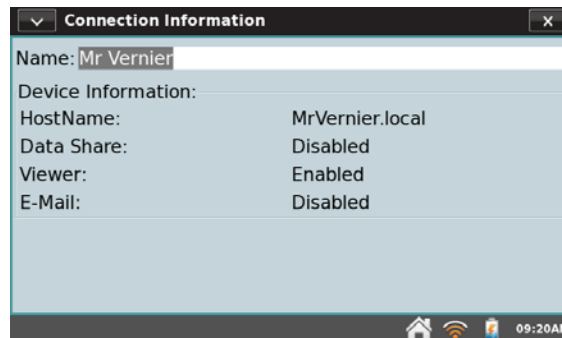 Connection Information
X
Name: Mr Vernier
Device Information:
HostName: MrVernier.local
Data Share: Disabled
Viewer: Enabled
E-Mail: Disabled
09:20A